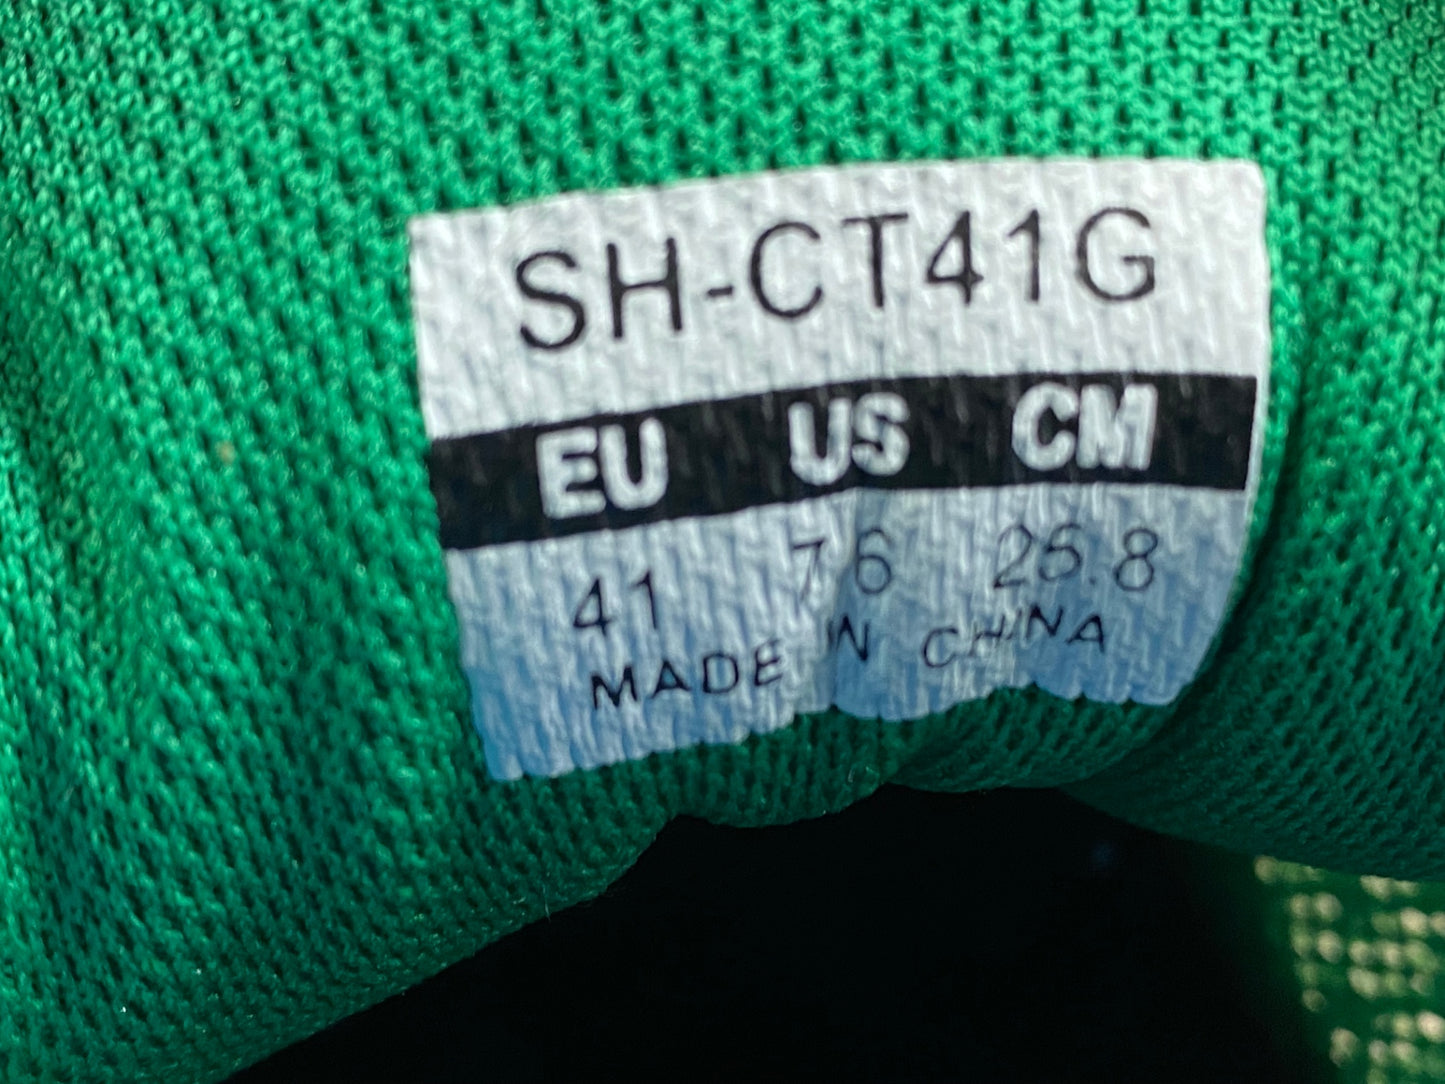 SH-CT41G
EU US CM
41 7.6 25.8
MADE IN CHINA